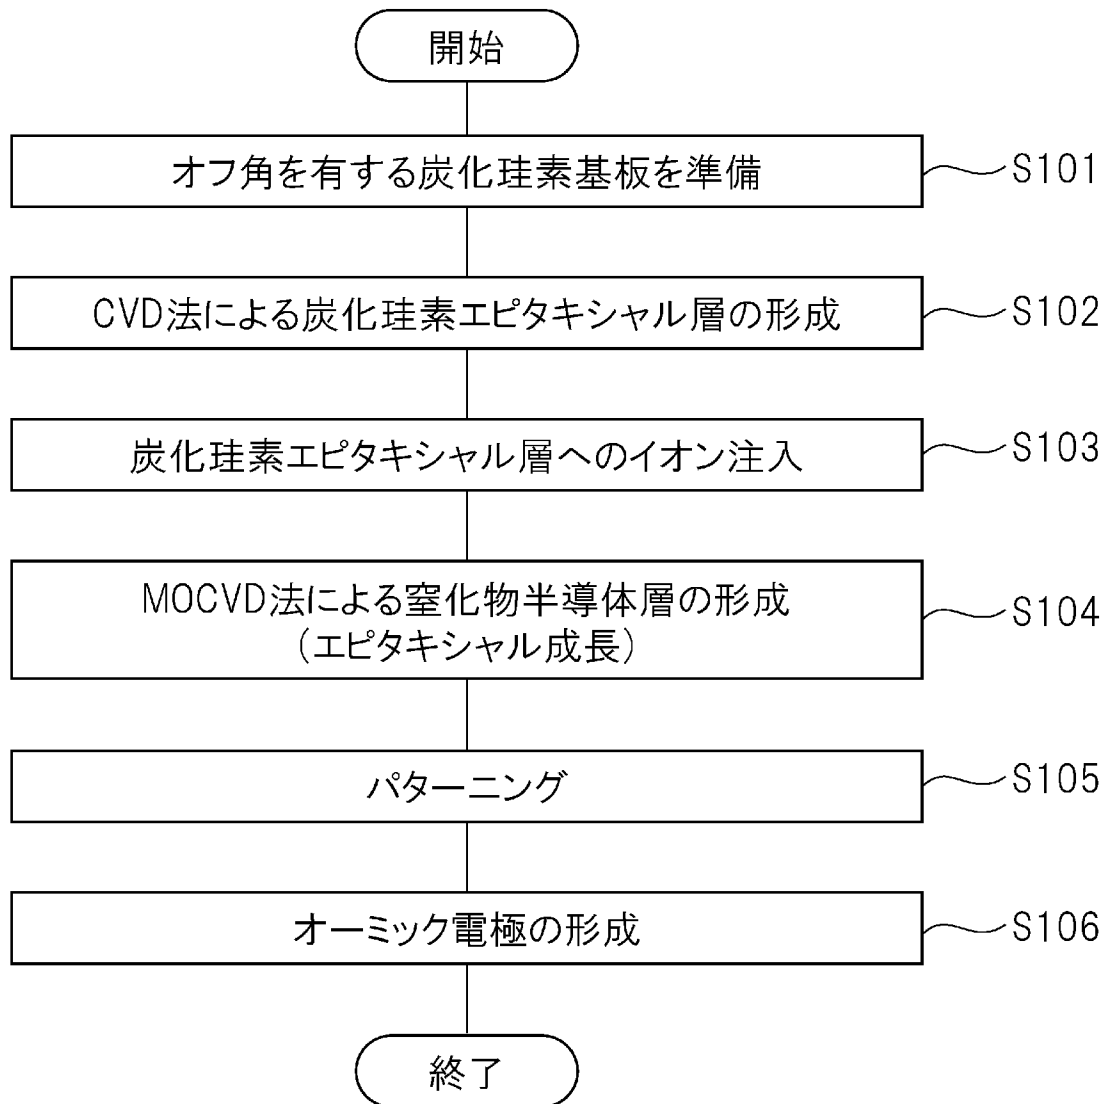 開始
オフ角を有する炭化珪素基板を準備
S101
CVD法による炭化珪素エピタキシャル層の形成
S102
炭化珪素エピタキシャル層へのイオン注入
S103
MOCVD法による窒化物半導体層の形成
(エピタキシャル成長)
S104
パターニング
S105
オーミック電極の形成
S106
終了